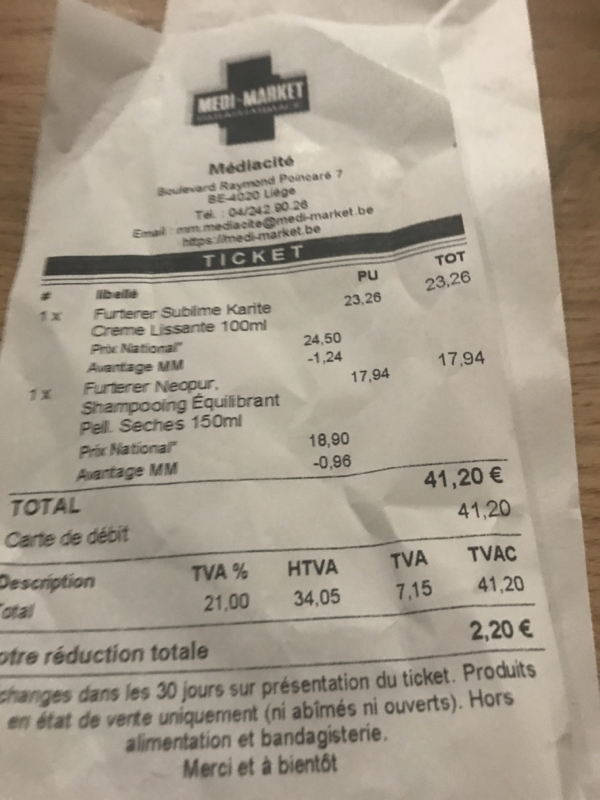 MEDI-MARKET
Médiacité
Boulevard Raymond Poincaré 7
BE-4020 Liège
Tel. : 04/242.90.26
Email : mm.mediacite@medi-market.be
https://medi-market.be
TICKET
# libellé PU TOT
1 x Furterer Sublime Karite 23,26 23,26
Creme Lissante 100ml
Prix National* 24,50
Avantage MM -1,24
1 x Furterer Neopur. 17,94 17,94
Shampooing Équilibrant
Pell. Seches 150ml
Prix National* 18,90
Avantage MM -0,96
TOTAL 41,20 €
Carte de débit 41,20
Description TVA % HTVA TVA TVAC
otal 21,00 34,05 7,15 41,20
otre réduction totale 2,20 €
changes dans les 30 jours sur présentation du ticket. Produits
en état de vente uniquement (ni abîmés ni ouverts). Hors
alimentation et bandagisterie.
Merci et à bientôt